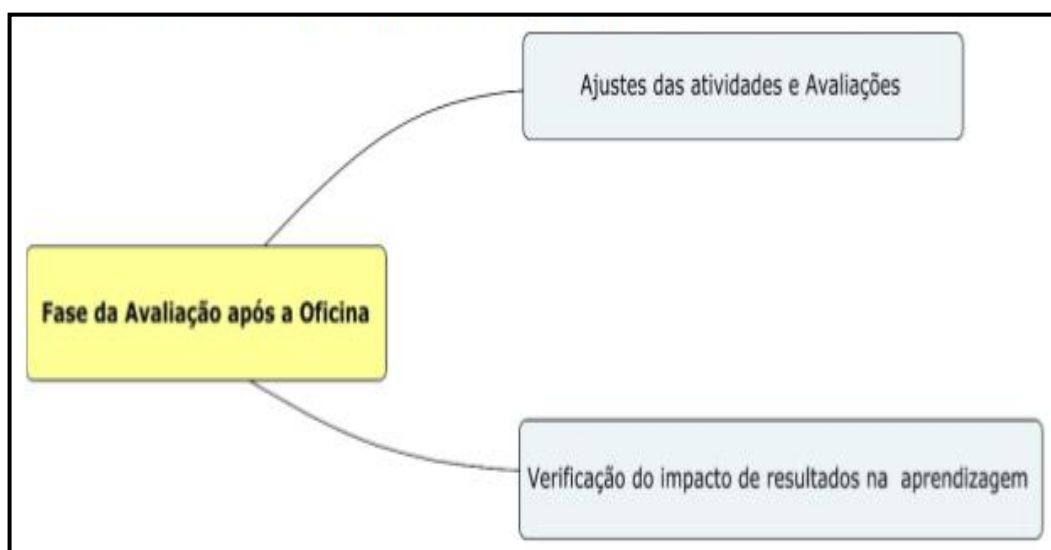 Ajustes das atividades e Avaliações
Fase da Avaliação após a Oficina
Verificação do impacto de resultados na aprendizagem